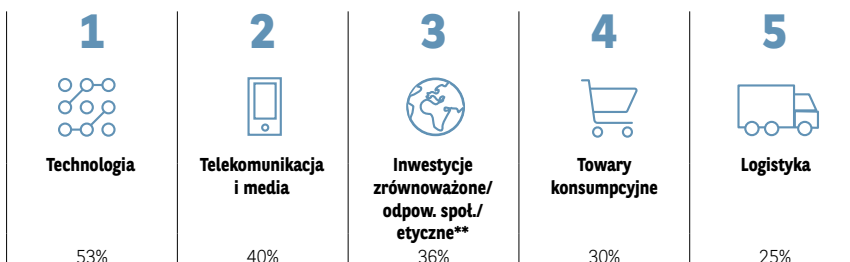 1
Technologia
53%
2
Telekomunikacja
i media
40%
3
Inwestycje
zrównoważone/
odpow. społ./
etyczne**
36%
4
Towary
konsumpcyjne
30%
5
Logistyka
25%